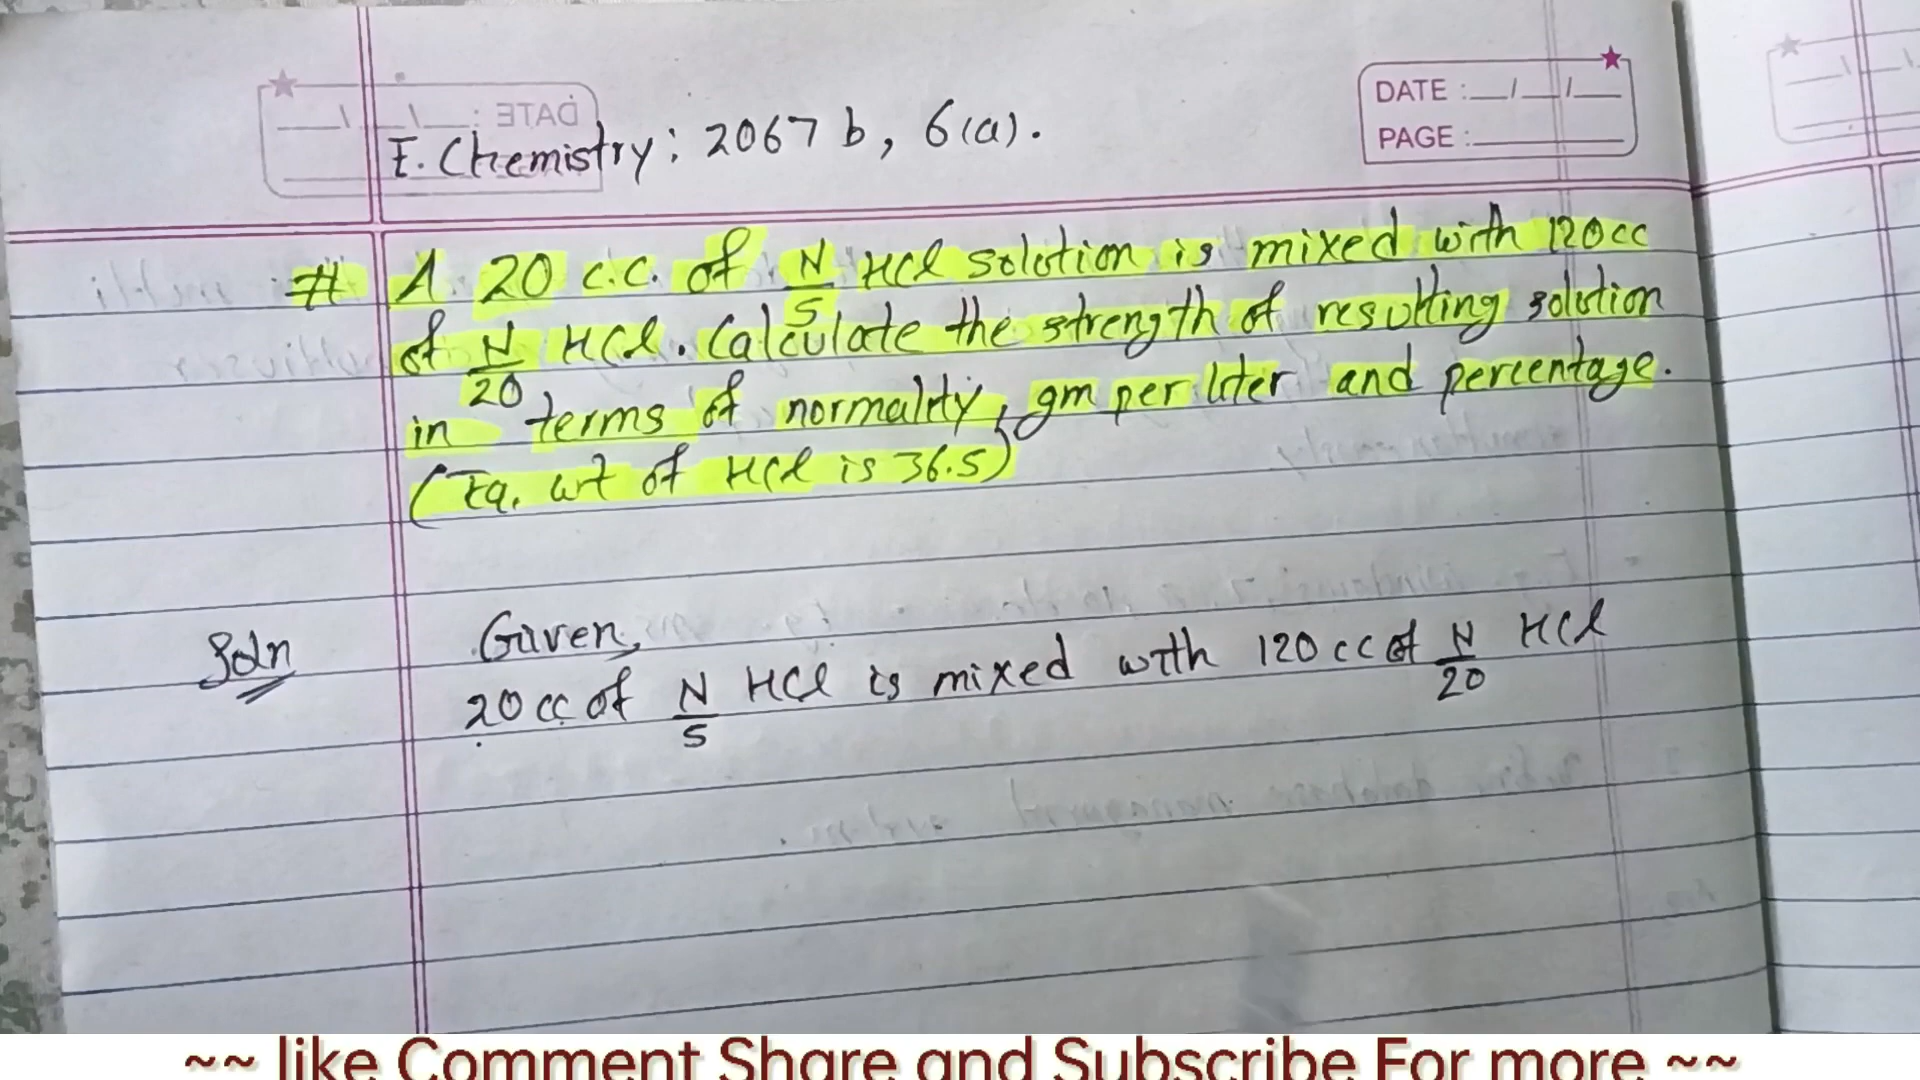 DATE : __/__/__
PAGE : ______
E. Chemistry: 2067 b, 6(a).
# A 20 c.c. of N/5 HCl solution is mixed with 120cc
of N/20 HCl. Calculate the strength of resulting solution
in terms of normality, gm per liter and percentage.
(Eq. wt of HCl is 36.5)
Soln Given,
20 cc of N/5 HCl is mixed with 120 cc of N/20 HCl
~~ like Comment Share and Subscribe For more ~~